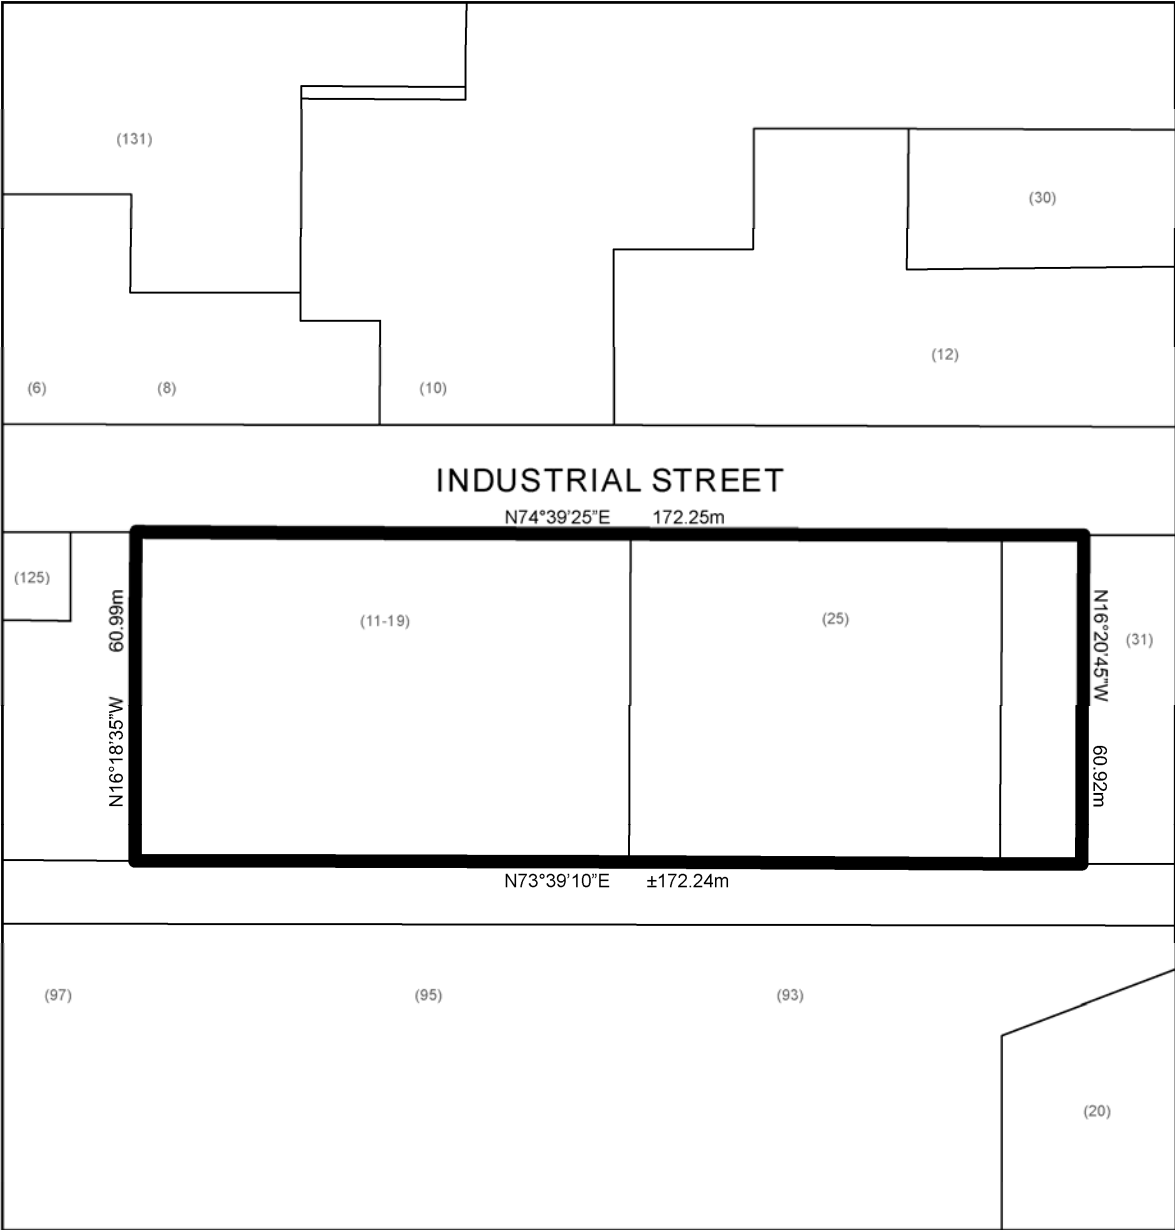 (131)
(30)
(12)
(6)
(8)
(10)
INDUSTRIAL STREET
N74°39'25"E 172.25m
(125)
60.99m
N16°18'35"W
(11-19)
(25)
N16°20'45"W
60.92m
(31)
N73°39'10"E ±172.24m
(97)
(95)
(93)
(20)